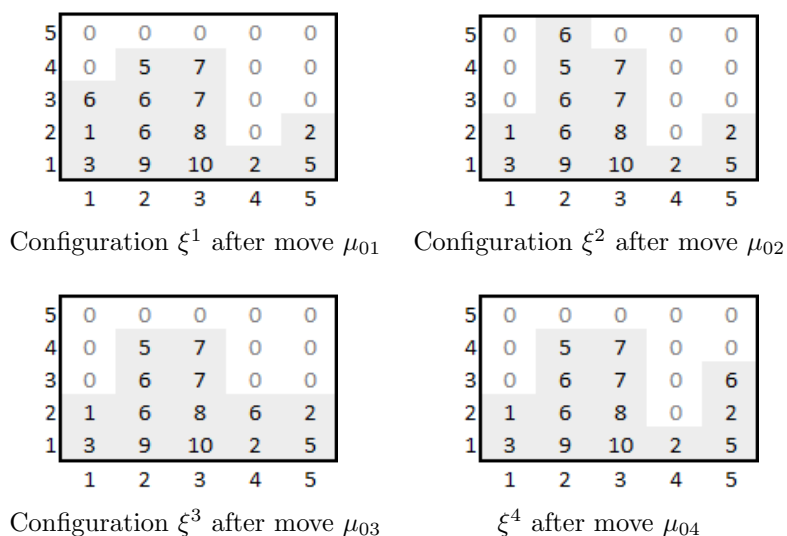 5 0 0 0 0 0
4 0 5 7 0 0
3 6 6 7 0 0
2 1 6 8 0 2
1 3 9 10 2 5
1 2 3 4 5
Configuration ξ¹ after move μ₀₁
5 0 6 0 0 0
4 0 5 7 0 0
3 0 6 7 0 0
2 1 6 8 0 2
1 3 9 10 2 5
1 2 3 4 5
Configuration ξ² after move μ₀₂
5 0 0 0 0 0
4 0 5 7 0 0
3 0 6 7 0 0
2 1 6 8 6 2
1 3 9 10 2 5
1 2 3 4 5
Configuration ξ³ after move μ₀₃
5 0 0 0 0 0
4 0 5 7 0 0
3 0 6 7 0 6
2 1 6 8 0 2
1 3 9 10 2 5
1 2 3 4 5
ξ⁴ after move μ₀₄